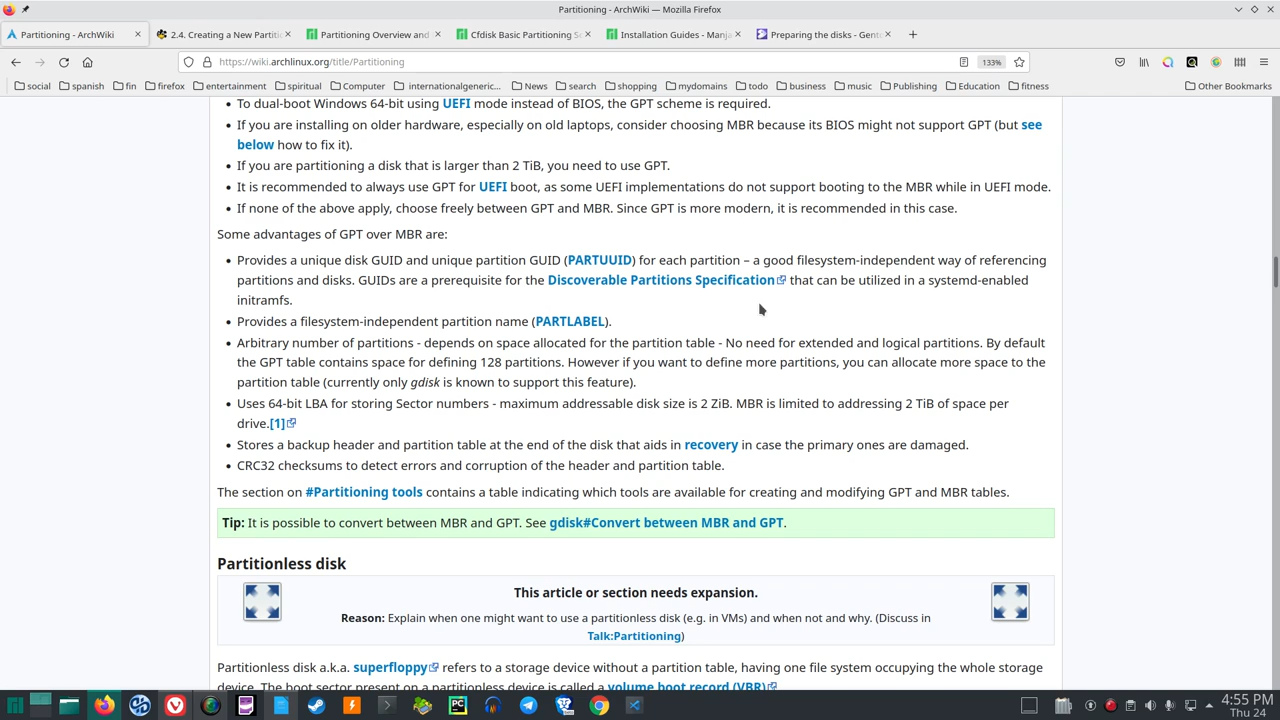 Partitioning - ArchWiki — Mozilla Firefox
Partitioning - ArchWiki
2.4. Creating a New Partiti
Partitioning Overview and
Cfdisk Basic Partitioning S
Installation Guides - Manja
Preparing the disks - Gent
https://wiki.archlinux.org/title/Partitioning
133%
social
spanish
fin
firefox
entertainment
spiritual
Computer
internationalgeneric...
News
search
shopping
mydomains
todo
business
music
Publishing
Education
fitness
Other Bookmarks
• To dual-boot Windows 64-bit using UEFI mode instead of BIOS, the GPT scheme is required.
• If you are installing on older hardware, especially on old laptops, consider choosing MBR because its BIOS might not support GPT (but see
below how to fix it).
• If you are partitioning a disk that is larger than 2 TiB, you need to use GPT.
• It is recommended to always use GPT for UEFI boot, as some UEFI implementations do not support booting to the MBR while in UEFI mode.
• If none of the above apply, choose freely between GPT and MBR. Since GPT is more modern, it is recommended in this case.
Some advantages of GPT over MBR are:
• Provides a unique disk GUID and unique partition GUID (PARTUUID) for each partition – a good filesystem-independent way of referencing
partitions and disks. GUIDs are a prerequisite for the Discoverable Partitions Specification that can be utilized in a systemd-enabled
initramfs.
• Provides a filesystem-independent partition name (PARTLABEL).
• Arbitrary number of partitions - depends on space allocated for the partition table - No need for extended and logical partitions. By default
the GPT table contains space for defining 128 partitions. However if you want to define more partitions, you can allocate more space to the
partition table (currently only gdisk is known to support this feature).
• Uses 64-bit LBA for storing Sector numbers - maximum addressable disk size is 2 ZiB. MBR is limited to addressing 2 TiB of space per
drive.[1]
• Stores a backup header and partition table at the end of the disk that aids in recovery in case the primary ones are damaged.
• CRC32 checksums to detect errors and corruption of the header and partition table.
The section on #Partitioning tools contains a table indicating which tools are available for creating and modifying GPT and MBR tables.
Tip: It is possible to convert between MBR and GPT. See gdisk#Convert between MBR and GPT.
Partitionless disk
This article or section needs expansion.
Reason: Explain when one might want to use a partitionless disk (e.g. in VMs) and when not and why. (Discuss in
Talk:Partitioning)
Partitionless disk a.k.a. superfloppy refers to a storage device without a partition table, having one file system occupying the whole storage
device. The boot sector present on a partitionless device is called a volume boot record (VBR)
4:55 PM
Thu 24